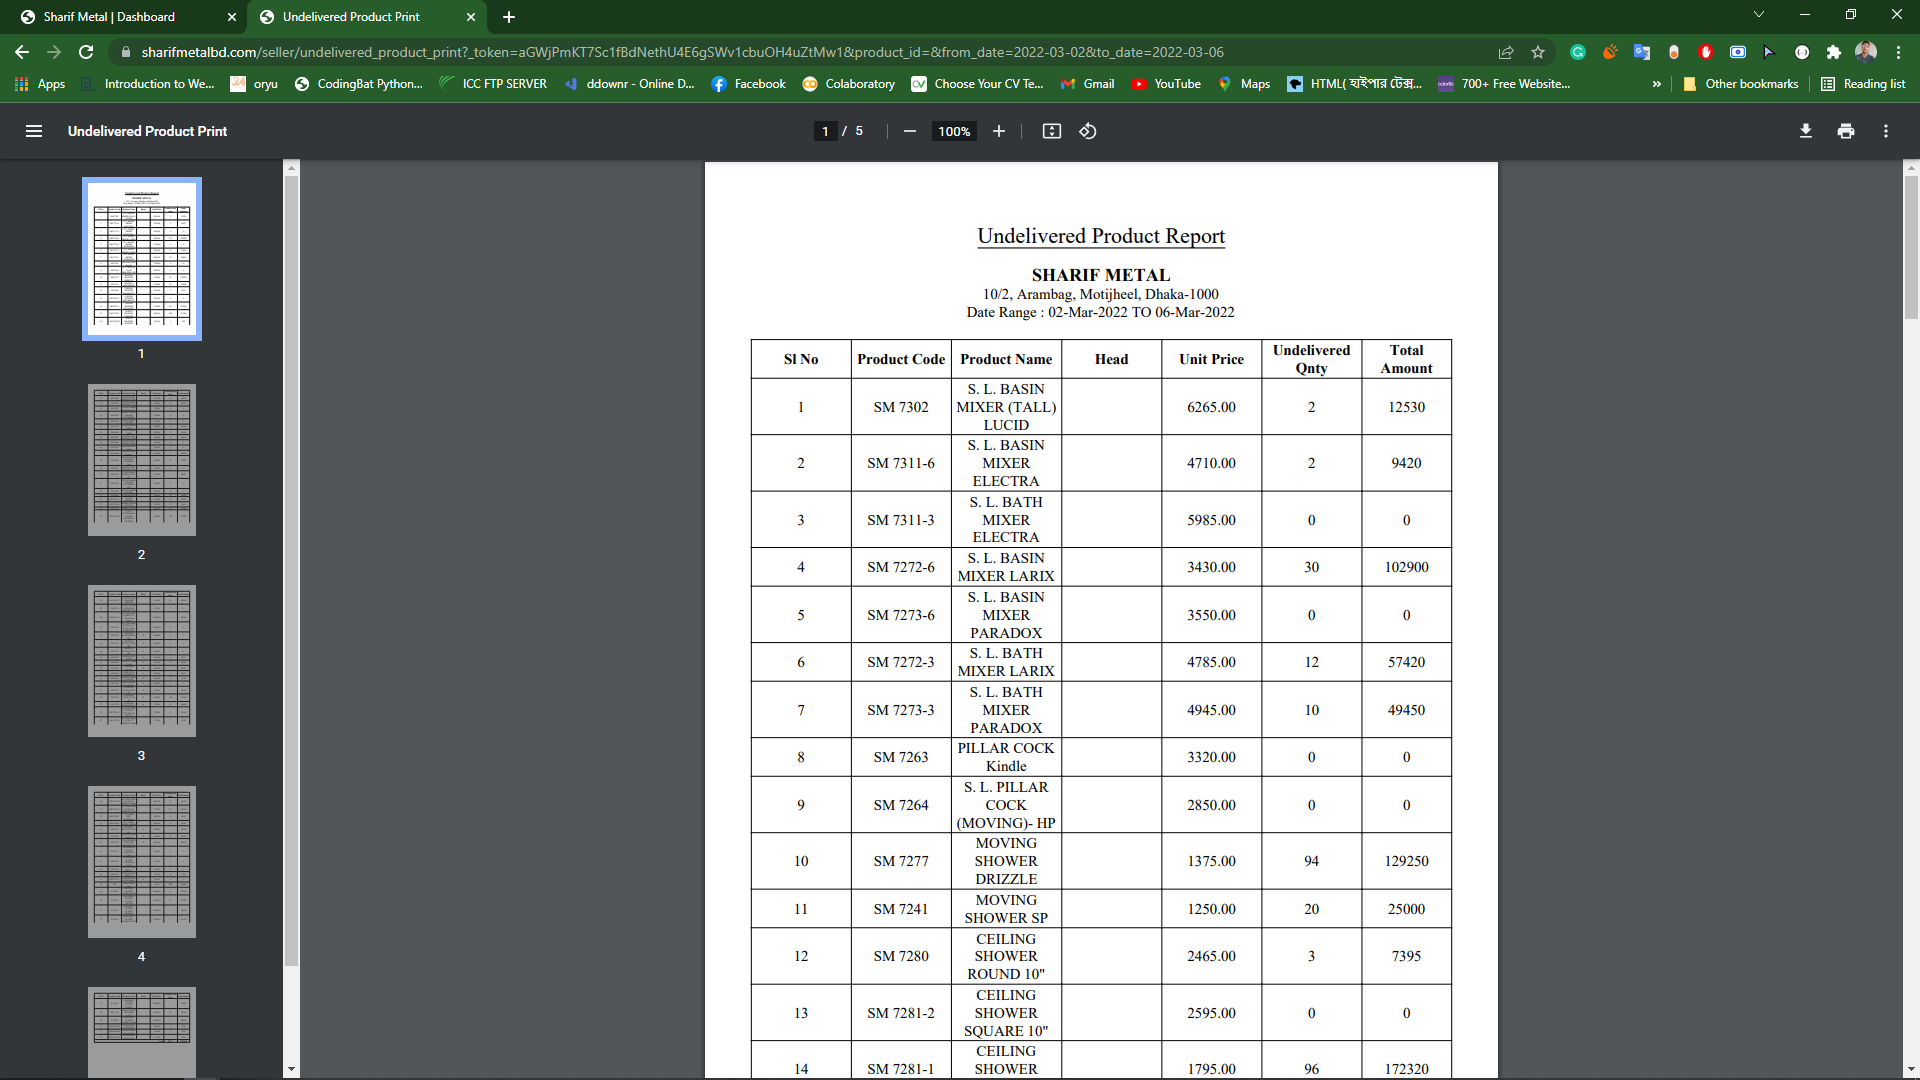 Sharif Metal | Dashboard
Undelivered Product Print
sharifmetalbd.com/seller/undelivered_product_print?_token=aGWjPmKT7Sc1fBdNethU4E6gSWv1cbuOH4uZtMw1&product_id=&from_date=2022-03-02&to_date=2022-03-06
Apps
Introduction to We...
oryu
CodingBat Python...
ICC FTP SERVER
ddownr - Online D...
Facebook
Colaboratory
Choose Your CV Te...
Gmail
YouTube
Maps
HTML( হাইপার টেক্স...
700+ Free Website...
»
Other bookmarks
Reading list
Undelivered Product Print
1 / 5
100%
1
2
3
4
Undelivered Product Report
SHARIF METAL
10/2, Arambag, Motijheel, Dhaka-1000
Date Range : 02-Mar-2022 TO 06-Mar-2022
Sl No Product Code Product Name Head Unit Price Undelivered Qnty Total Amount
1 SM 7302 S. L. BASIN MIXER (TALL) LUCID 6265.00 2 12530
2 SM 7311-6 S. L. BASIN MIXER ELECTRA 4710.00 2 9420
3 SM 7311-3 S. L. BATH MIXER ELECTRA 5985.00 0 0
4 SM 7272-6 S. L. BASIN MIXER LARIX 3430.00 30 102900
5 SM 7273-6 S. L. BASIN MIXER PARADOX 3550.00 0 0
6 SM 7272-3 S. L. BATH MIXER LARIX 4785.00 12 57420
7 SM 7273-3 S. L. BATH MIXER PARADOX 4945.00 10 49450
8 SM 7263 PILLAR COCK Kindle 3320.00 0 0
9 SM 7264 S. L. PILLAR COCK (MOVING)- HP 2850.00 0 0
10 SM 7277 MOVING SHOWER DRIZZLE 1375.00 94 129250
11 SM 7241 MOVING SHOWER SP 1250.00 20 25000
12 SM 7280 CEILING SHOWER ROUND 10" 2465.00 3 7395
13 SM 7281-2 CEILING SHOWER SQUARE 10" 2595.00 0 0
14 SM 7281-1 CEILING SHOWER 1795.00 96 172320